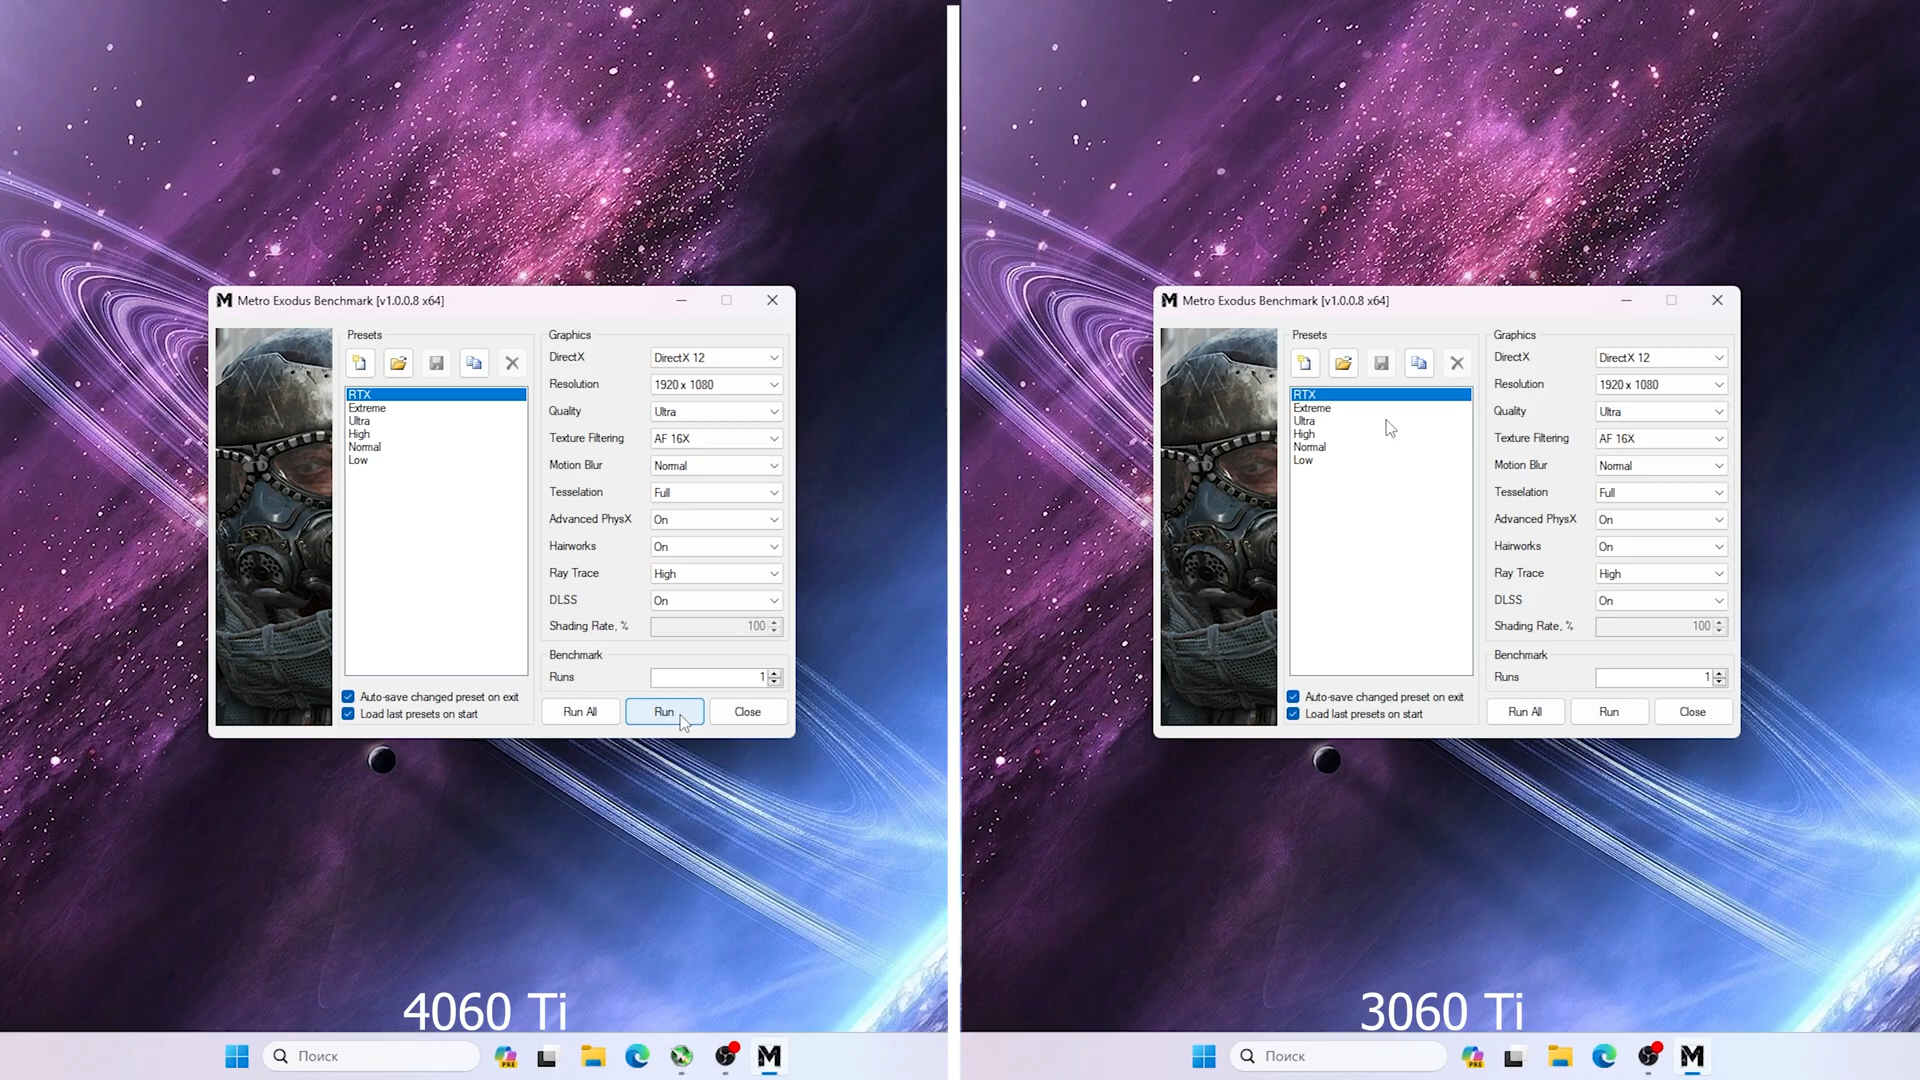 Metro Exodus Benchmark [v1.0.0.8 x64]
Presets
RTX
Extreme
Ultra
High
Normal
Low
Auto-save changed preset on exit
Load last presets on start
Graphics
DirectX DirectX 12
Resolution 1920 x 1080
Quality Ultra
Texture Filtering AF 16X
Motion Blur Normal
Tesselation Full
Advanced PhysX On
Hairworks On
Ray Trace High
DLSS On
Shading Rate, % 100
Benchmark
Runs 1
Run All Run Close
4060 Ti
Поиск
PRE
Metro Exodus Benchmark [v1.0.0.8 x64]
Presets
RTX
Extreme
Ultra
High
Normal
Low
Auto-save changed preset on exit
Load last presets on start
Graphics
DirectX DirectX 12
Resolution 1920 x 1080
Quality Ultra
Texture Filtering AF 16X
Motion Blur Normal
Tesselation Full
Advanced PhysX On
Hairworks On
Ray Trace High
DLSS On
Shading Rate, % 100
Benchmark
Runs 1
Run All Run Close
3060 Ti
Поиск
PRE